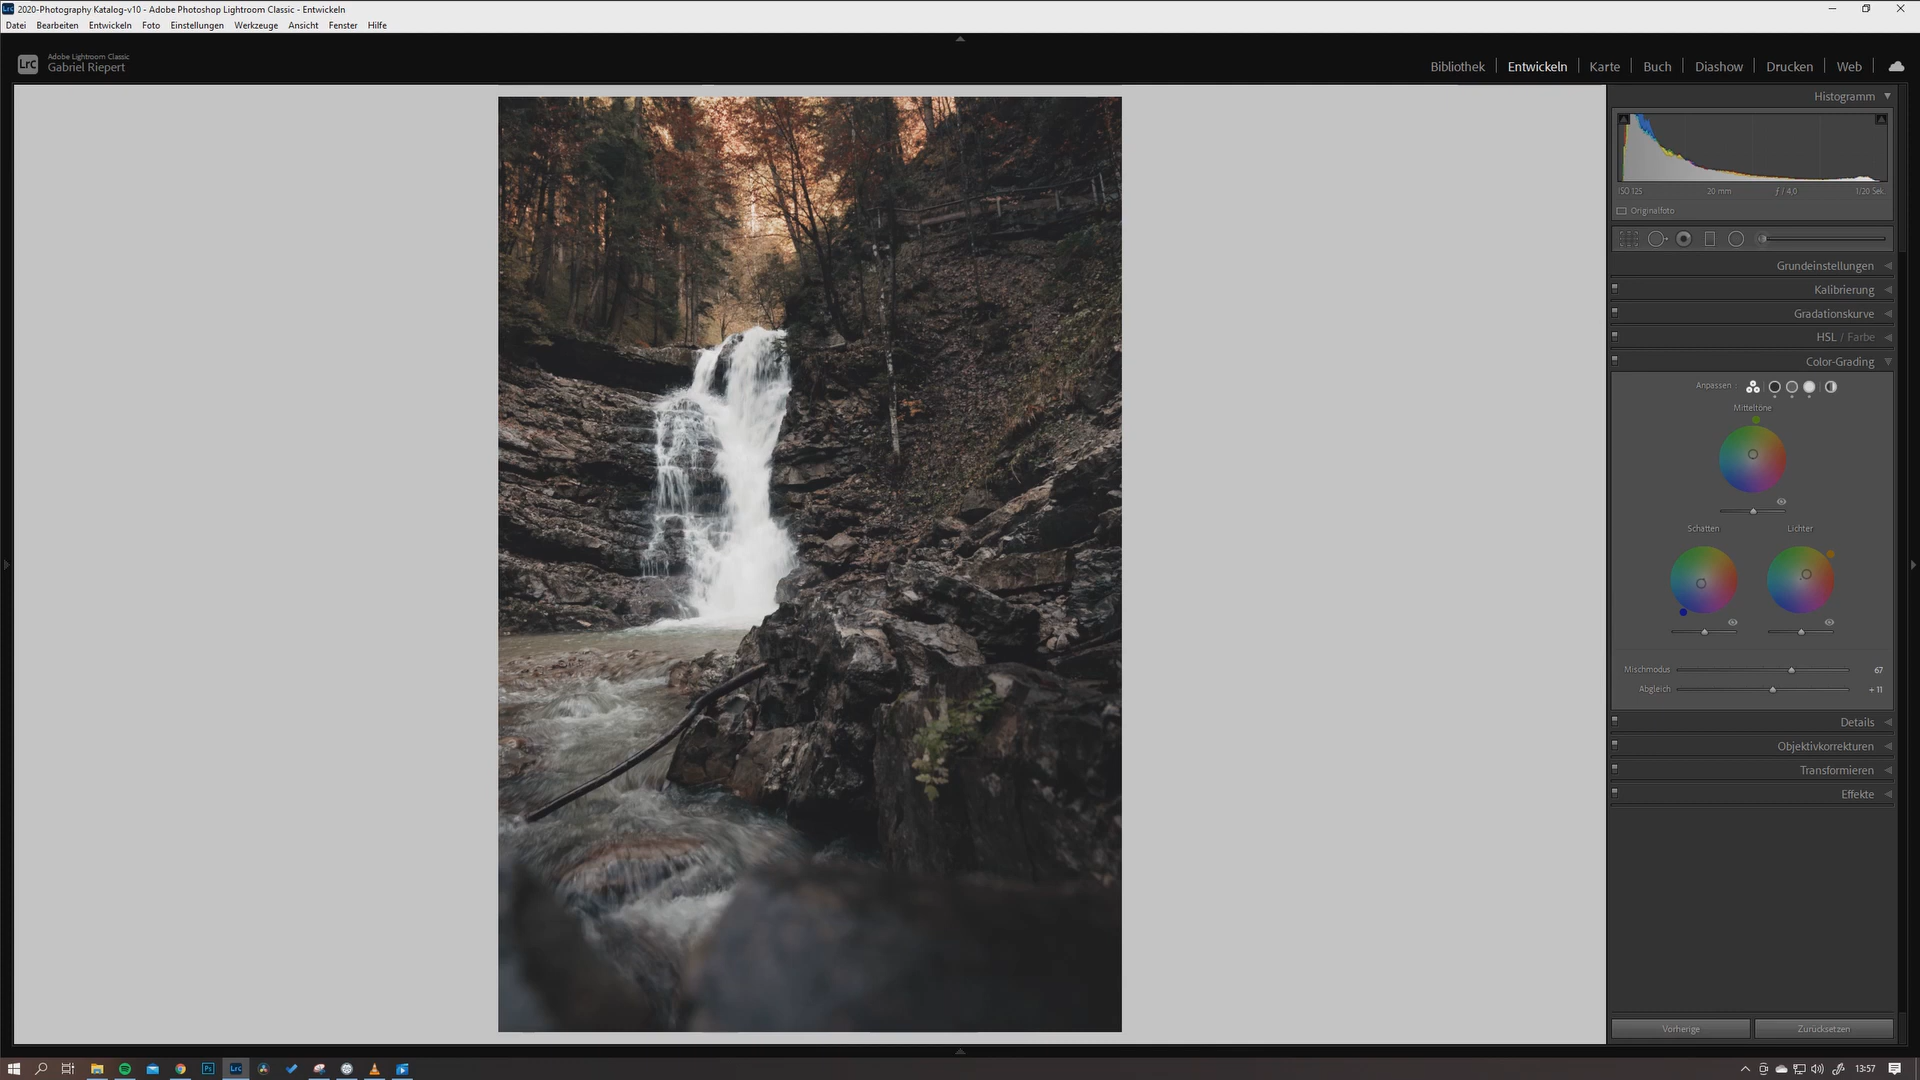 2020-Photography Katalog-v10 - Adobe Photoshop Lightroom Classic - Entwickeln
Datei Bearbeiten Entwickeln Foto Einstellungen Werkzeuge Ansicht Fenster Hilfe
LrC
Adobe Lightroom Classic
Gabriel Riepert
Bibliothek Entwickeln Karte Buch Diashow Drucken Web
Histogramm
ISO 125 20 mm ƒ / 4,0 1/20 Sek.
Originalfoto
Grundeinstellungen
Kalibrierung
Gradationskurve
HSL / Farbe
Color-Grading
Anpassen :
Mitteltöne
Schatten Lichter
Mischmodus 67
Abgleich + 11
Details
Objektivkorrekturen
Transformieren
Effekte
Vorherige Zurücksetzen
Ps LrC 13:57